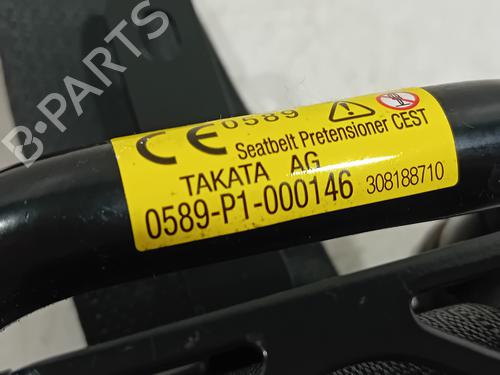 B-PARTS
CE 0589
Seatbelt Pretensioner CEST
TAKATA AG
0589-P1-000146 308188710